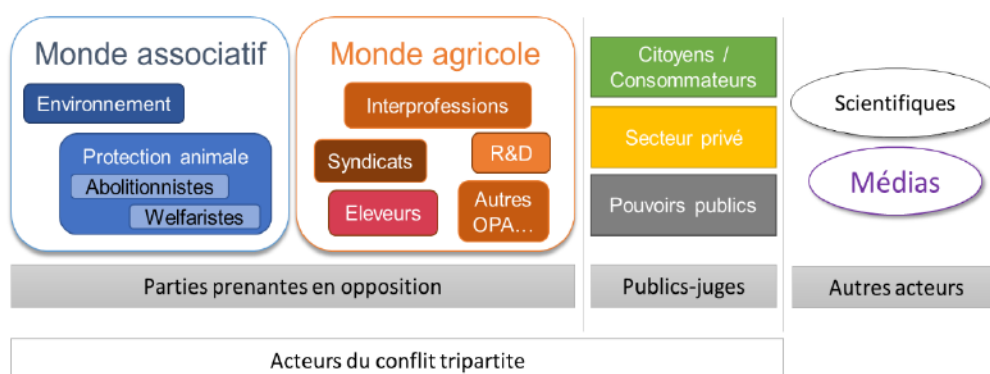 Monde associatif
Environnement
Protection animale
Abolitionnistes
Welfaristes
Monde agricole
Interprofessions
Syndicats
R&D
Eleveurs
Autres
OPA...
Citoyens /
Consommateurs
Secteur privé
Pouvoirs publics
Scientifiques
Médias
Parties prenantes en opposition
Publics-juges
Autres acteurs
Acteurs du conflit tripartite